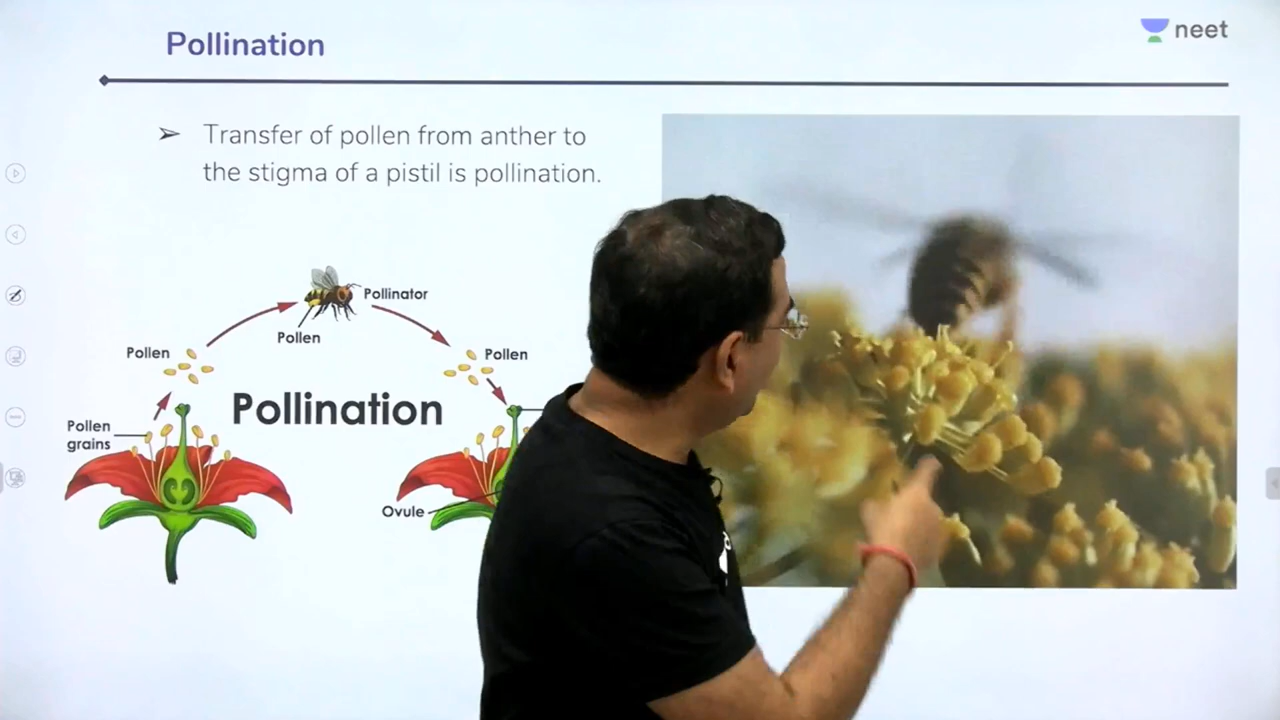 Pollination
neet
➢ Transfer of pollen from anther to
the stigma of a pistil is pollination.
Pollinator
Pollen
Pollen
Pollen
Pollination
Pollen
grains
Ovule